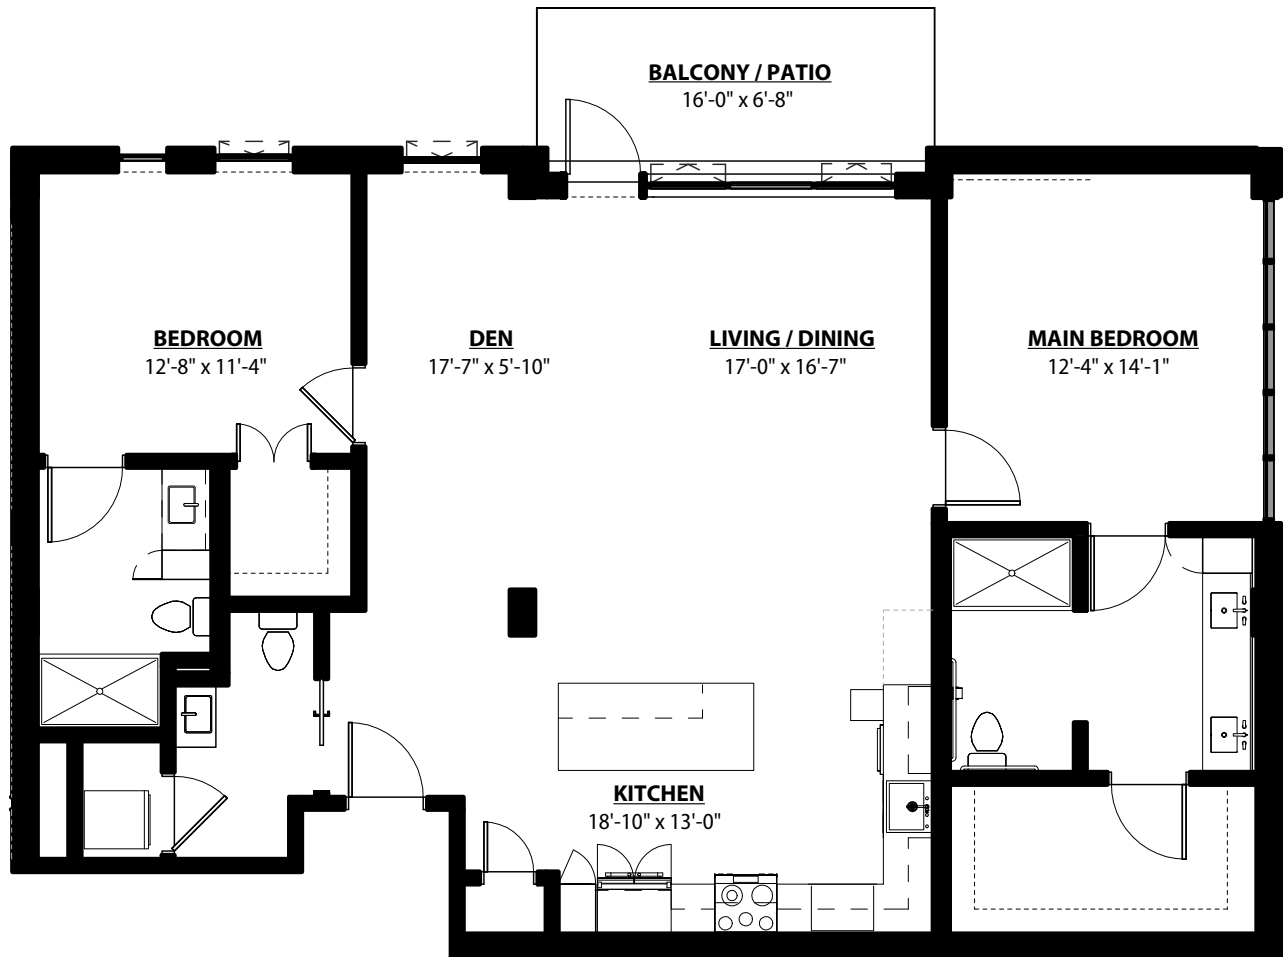 BALCONY / PATIO
16'-0" x 6'-8"
BEDROOM
12'-8" x 11'-4"
DEN
17'-7" x 5'-10"
LIVING / DINING
17'-0" x 16'-7"
MAIN BEDROOM
12'-4" x 14'-1"
KITCHEN
18'-10" x 13'-0"